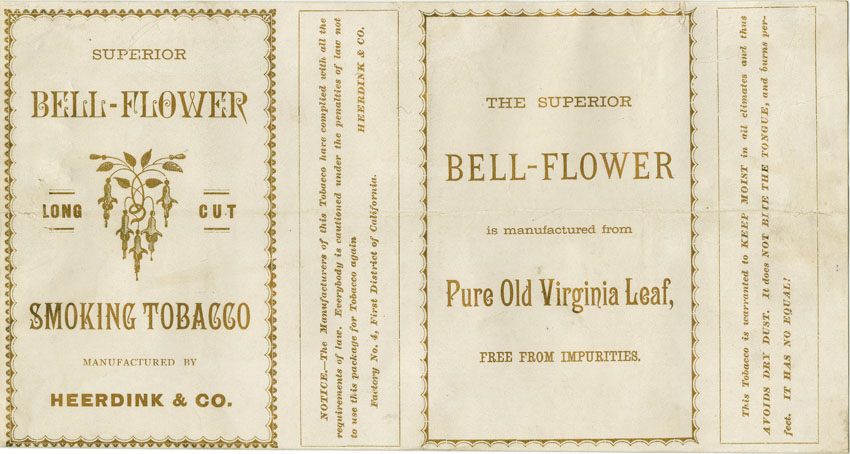 SUPERIOR
BELL-FLOWER
LONG CUT
SMOKING TOBACCO
MANUFACTURED BY
HEERDINK & CO.
NOTICE.—The Manufacturers of this Tobacco have complied with all the
requirements of law. Everybody is cautioned under the penalties of law not
to use this package for Tobacco again
HEERDINK & CO.
Factory No. 4, First District of California.
THE SUPERIOR
BELL-FLOWER
is manufactured from
Pure Old Virginia Leaf,
FREE FROM IMPURITIES.
This Tobacco is warranted to KEEP MOIST in all climates and thus
AVOIDS DRY DUST. It does NOT BITE THE TONGUE, and burns per-
feet. IT HAS NO EQUAL!